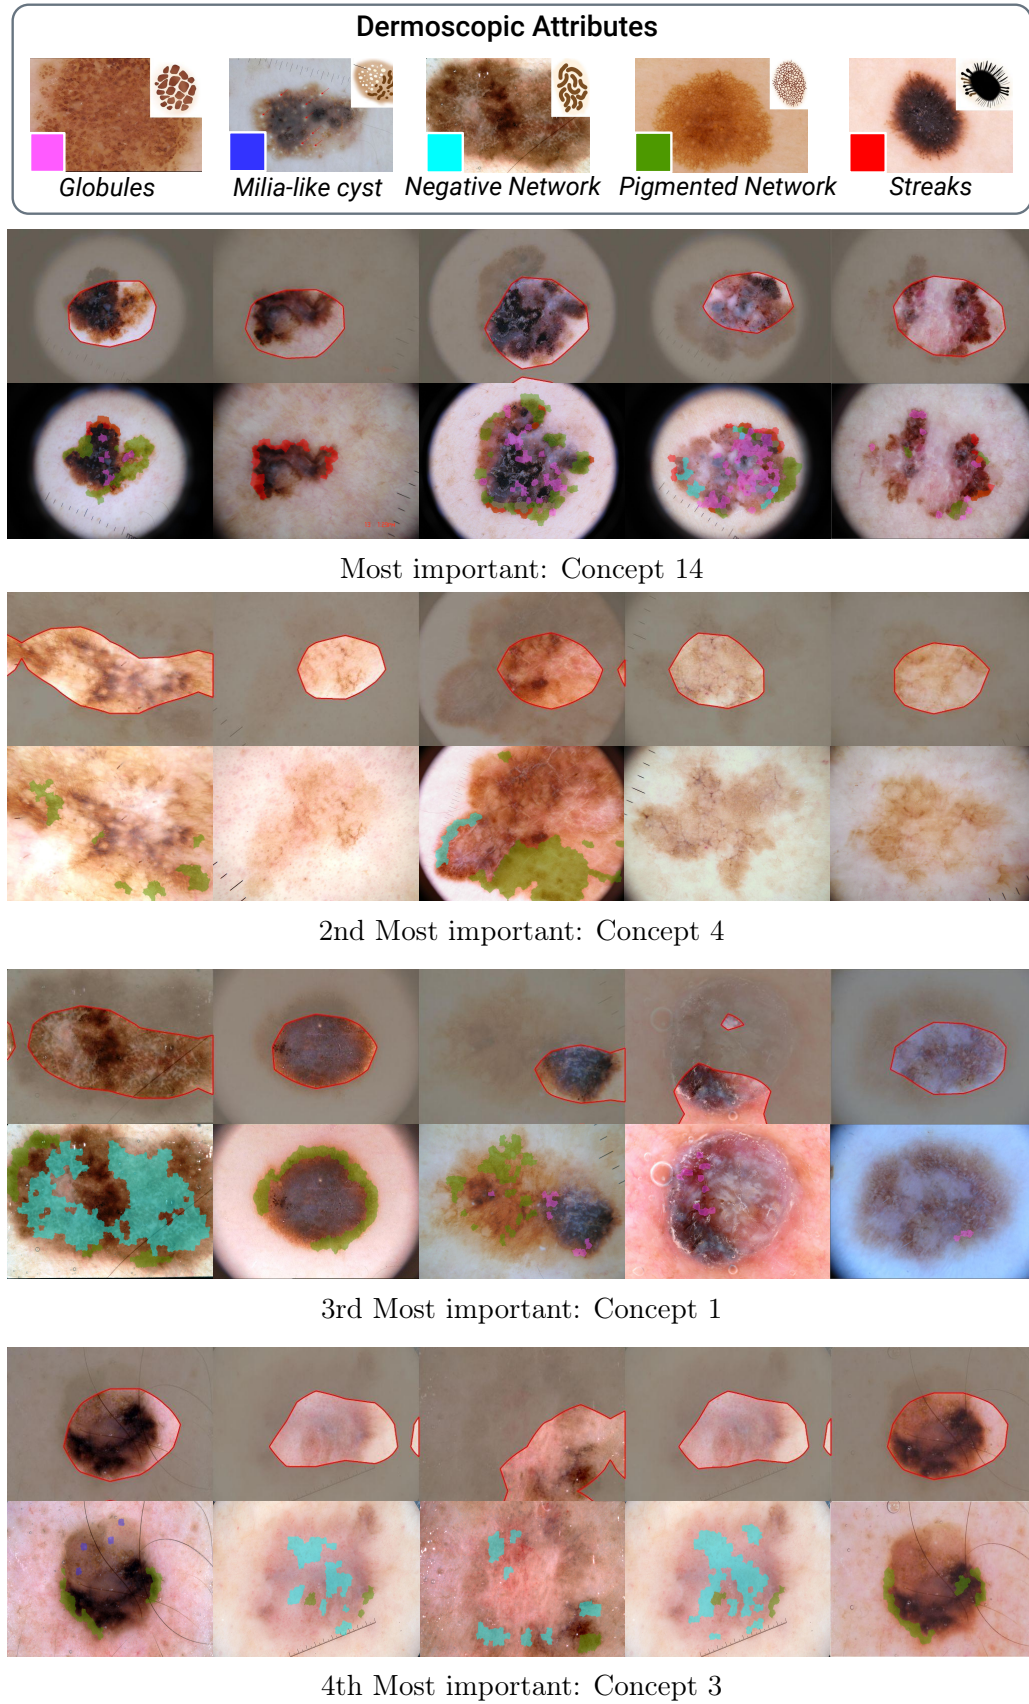 Dermoscopic Attributes
Globules
Milia-like cyst
Negative Network
Pigmented Network
Streaks
Most important: Concept 14
2nd Most important: Concept 4
3rd Most important: Concept 1
4th Most important: Concept 3